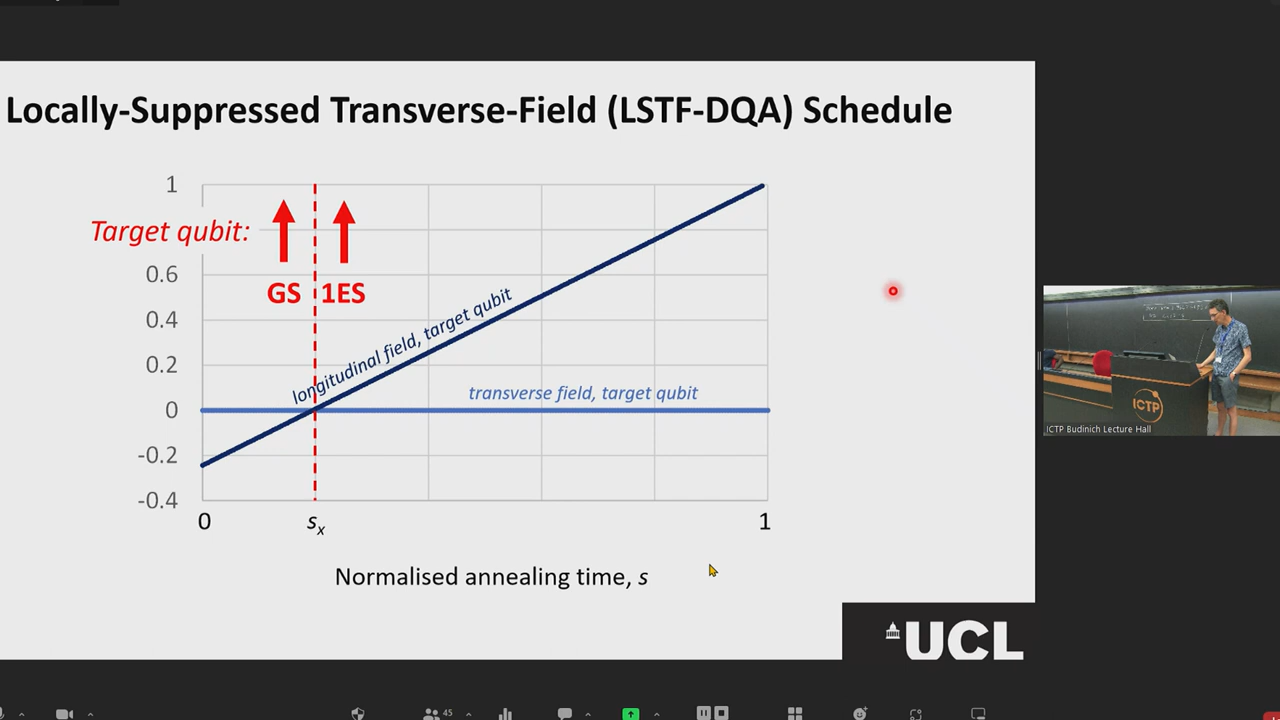 Locally-Suppressed Transverse-Field (LSTF-DQA) Schedule
1
Target qubit:
0.6
GS
1ES
0.4
longitudinal field, target qubit
0.2
transverse field, target qubit
0
-0.2
-0.4
0
sx
1
Normalised annealing time, s
UCL
ICTP
ICTP Budinich Lecture Hall
45